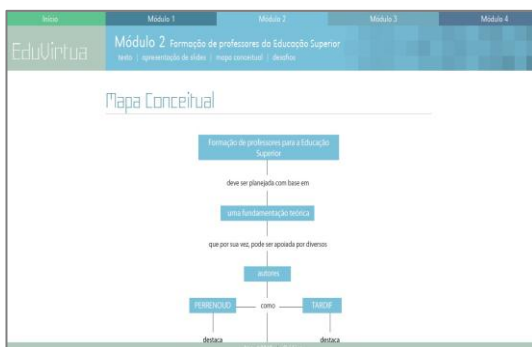 Início Módulo 1 Módulo 2 Módulo 3 Módulo 4
EduVirtua
Módulo 2 Formação de professores da Educação Superior
texto | apresentação de slides | mapa conceitual | desafios
Mapa Conceitual
Formação de professores para a Educação
Superior
deve ser planejada com base em
uma fundamentação teórica
que por sua vez, pode ser apoiada por diversos
autores
PERRENOUD como TARDIF
destaca destaca